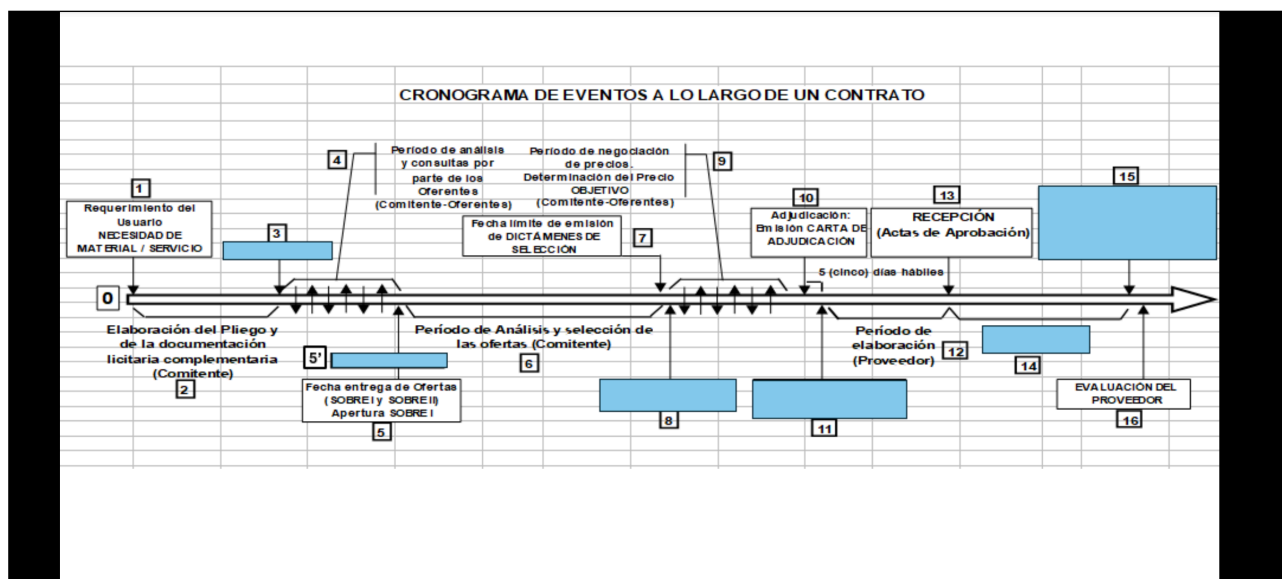 CRONOGRAMA DE EVENTOS A LO LARGO DE UN CONTRATO
4
Período de análisis
y consultas por
parte de los
Oferentes
(Comitente-Oferentes)
Período de negociación
de precios.
Determinación del Precio
OBJETIVO
(Comitente-Oferentes)
9
1
Requerimiento del
Usuario
NECESIDAD DE
MATERIAL / SERVICIO
3
Fecha límite de emisión
de DICTÁMENES DE
SELECCIÓN
7
10
Adjudicación:
Emisión CARTA DE
ADJUDICACIÓN
13
RECEPCIÓN
(Actas de Aprobación)
15
5 (cinco) días hábiles
0
Elaboración del Pliego y
de la documentación
licitaria complementaria
(Comitente)
2
5'
Fecha entrega de Ofertas
(SOBRE I y SOBRE II)
Apertura SOBRE I
5
Período de Análisis y selección de
las ofertas (Comitente)
6
8
11
Período de
elaboración
(Proveedor)
12
14
EVALUACIÓN DEL
PROVEEDOR
16